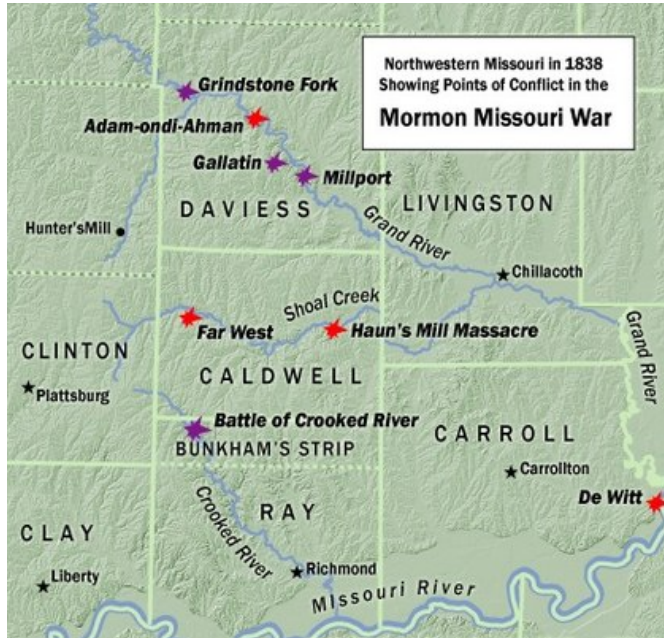 Northwestern Missouri in 1838
Showing Points of Conflict in the
Mormon Missouri War
Grindstone Fork
Adam-ondi-Ahman
Gallatin
Millport
DAVIESS
LIVINGSTON
Hunter'sMill
Grand River
Chillacoth
Shoal Creek
Far West
Haun's Mill Massacre
Grand River
CLINTON
CALDWELL
Plattsburg
Battle of Crooked River
BUNKHAM'S STRIP
CARROLL
Carrollton
De Witt
Crooked River
RAY
CLAY
Richmond
Liberty
Missouri River